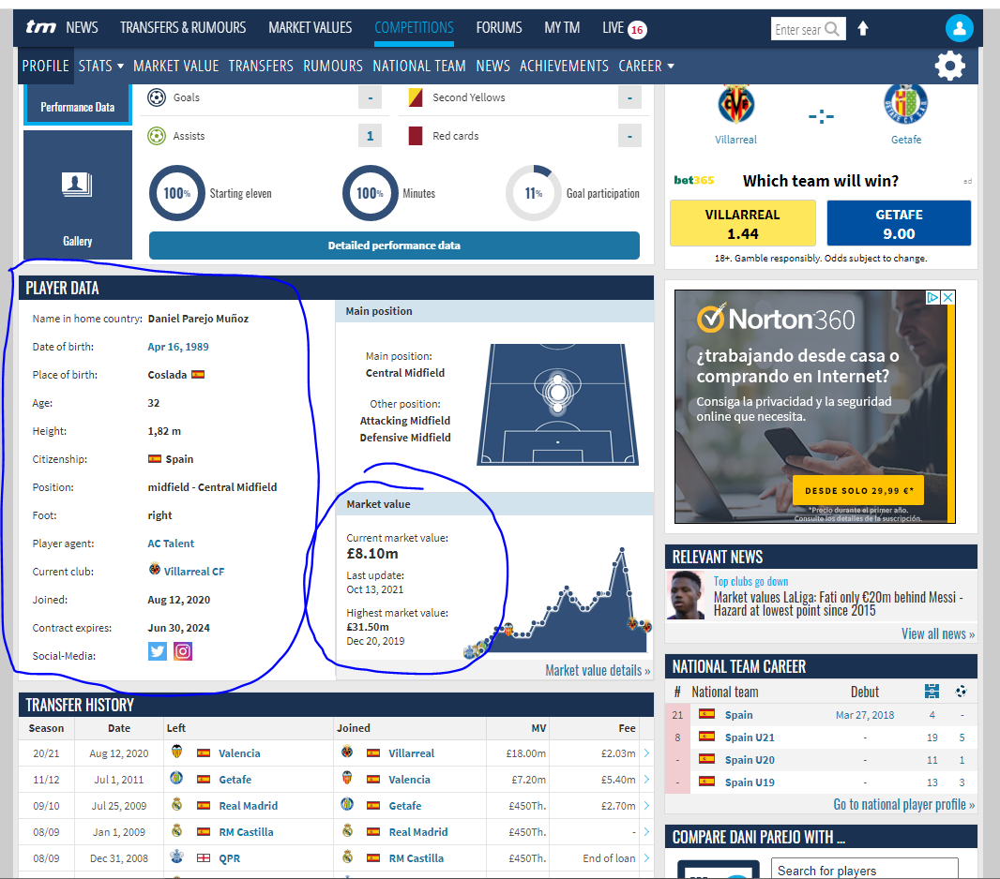 tm NEWS TRANSFERS & RUMOURS MARKET VALUES COMPETITIONS FORUMS MY TM LIVE 16 Enter sear
PROFILE STATS MARKET VALUE TRANSFERS RUMOURS NATIONAL TEAM NEWS ACHIEVEMENTS CAREER
Performance Data
Gallery
Goals - Second Yellows -
Assists 1 Red cards -
100% Starting eleven 100% Minutes 11% Goal participation
Detailed performance data
PLAYER DATA
Name in home country: Daniel Parejo Muñoz
Date of birth: Apr 16, 1989
Place of birth: Coslada
Age: 32
Height: 1,82 m
Citizenship: Spain
Position: midfield - Central Midfield
Foot: right
Player agent: AC Talent
Current club: Villarreal CF
Joined: Aug 12, 2020
Contract expires: Jun 30, 2024
Social-Media:
Main position
Main position:
Central Midfield
Other position:
Attacking Midfield
Defensive Midfield
Market value
Current market value:
£8.10m
Last update:
Oct 13, 2021
Highest market value:
£31.50m
Dec 20, 2019
Market value details »
TRANSFER HISTORY
Season Date Left Joined MV Fee
20/21 Aug 12, 2020 Valencia Villarreal £18.00m £2.03m
11/12 Jul 1, 2011 Getafe Valencia £7.20m £5.40m
09/10 Jul 25, 2009 Real Madrid Getafe £450Th. £2.70m
08/09 Jan 1, 2009 RM Castilla Real Madrid £450Th. -
08/09 Dec 31, 2008 QPR RM Castilla £450Th. End of loan
-:-
Villarreal Getafe
bet365 Which team will win? ad
VILLARREAL GETAFE
1.44 9.00
18+. Gamble responsibly. Odds subject to change.
Norton360
¿trabajando desde casa o
comprando en Internet?
Consiga la privacidad y la seguridad
online que necesita.
DESDE SOLO 29,99 €*
*Precio durante el primer año.
Consulte los detalles de la suscripción.
RELEVANT NEWS
Top clubs go down
Market values LaLiga: Fati only €20m behind Messi -
Hazard at lowest point since 2015
View all news »
NATIONAL TEAM CAREER
# National team Debut
21 Spain Mar 27, 2018 4 -
8 Spain U21 - 19 5
- Spain U20 - 11 1
- Spain U19 - 13 3
Go to national player profile »
COMPARE DANI PAREJO WITH ...
Search for players